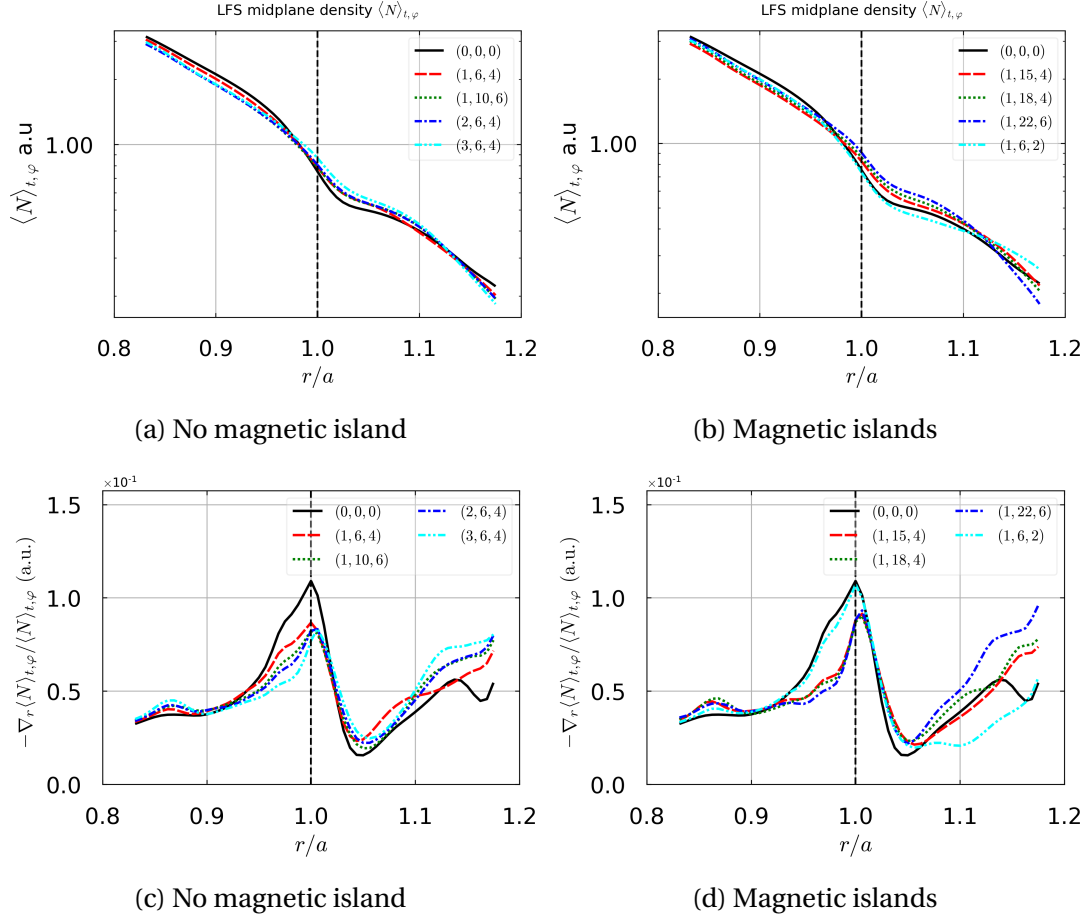 LFS midplane density ⟨N⟩t,φ
⟨N⟩t,φ a.u
1.00
(0, 0, 0)
(1, 6, 4)
(1, 10, 6)
(2, 6, 4)
(3, 6, 4)
0.8 0.9 1.0 1.1 1.2
r/a
(a) No magnetic island
LFS midplane density ⟨N⟩t,φ
⟨N⟩t,φ a.u
1.00
(0, 0, 0)
(1, 15, 4)
(1, 18, 4)
(1, 22, 6)
(1, 6, 2)
0.8 0.9 1.0 1.1 1.2
r/a
(b) Magnetic islands
×10⁻¹
−∇r⟨N⟩t,φ/⟨N⟩t,φ (a.u.)
1.5
1.0
0.5
0.0
(0, 0, 0) (2, 6, 4)
(1, 6, 4) (3, 6, 4)
(1, 10, 6)
0.8 0.9 1.0 1.1 1.2
r/a
(c) No magnetic island
×10⁻¹
−∇r⟨N⟩t,φ/⟨N⟩t,φ (a.u.)
1.5
1.0
0.5
0.0
(0, 0, 0) (1, 22, 6)
(1, 15, 4) (1, 6, 2)
(1, 18, 4)
0.8 0.9 1.0 1.1 1.2
r/a
(d) Magnetic islands